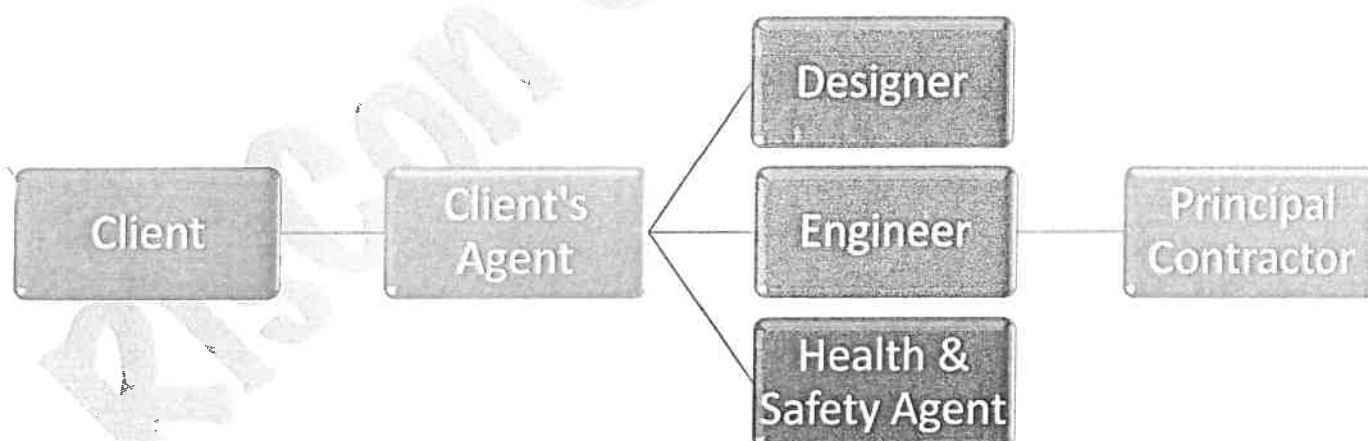 Designer
Client
Client's
Agent
Engineer
Principal
Contractor
Health &
Safety Agent